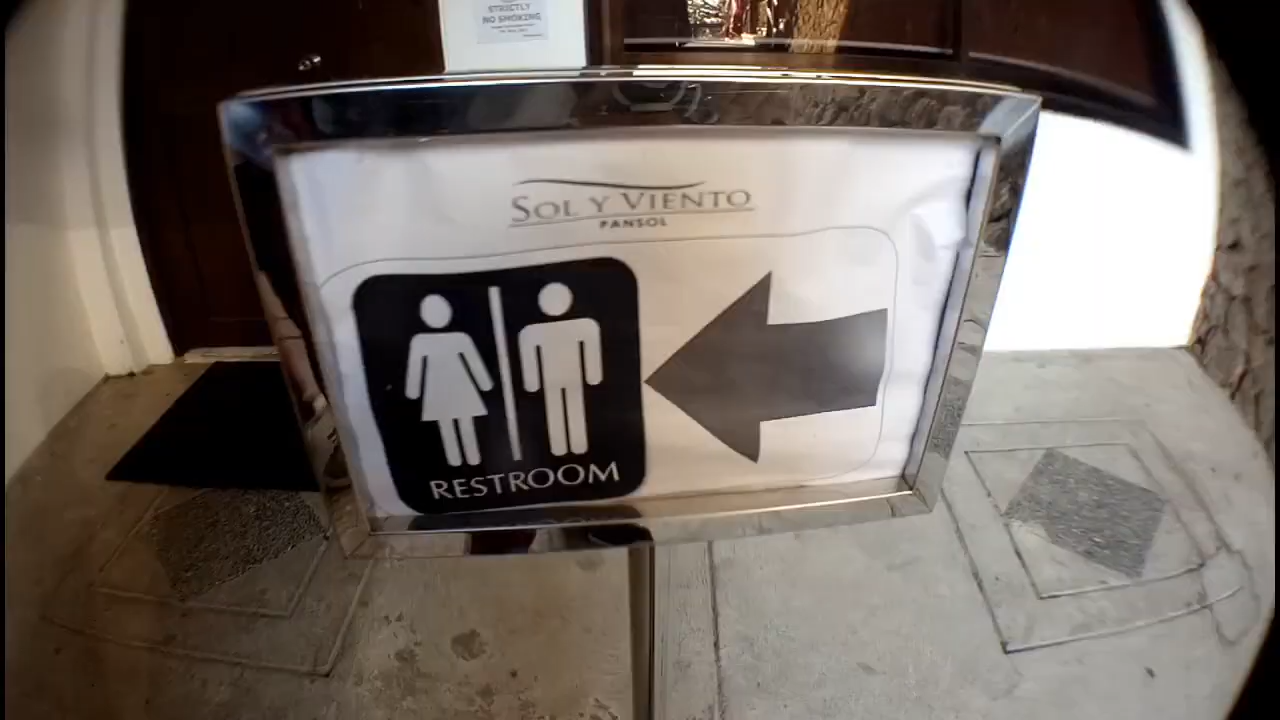 STRICTLY
NO SMOKING
SOL Y VIENTO
PANSOL
RESTROOM